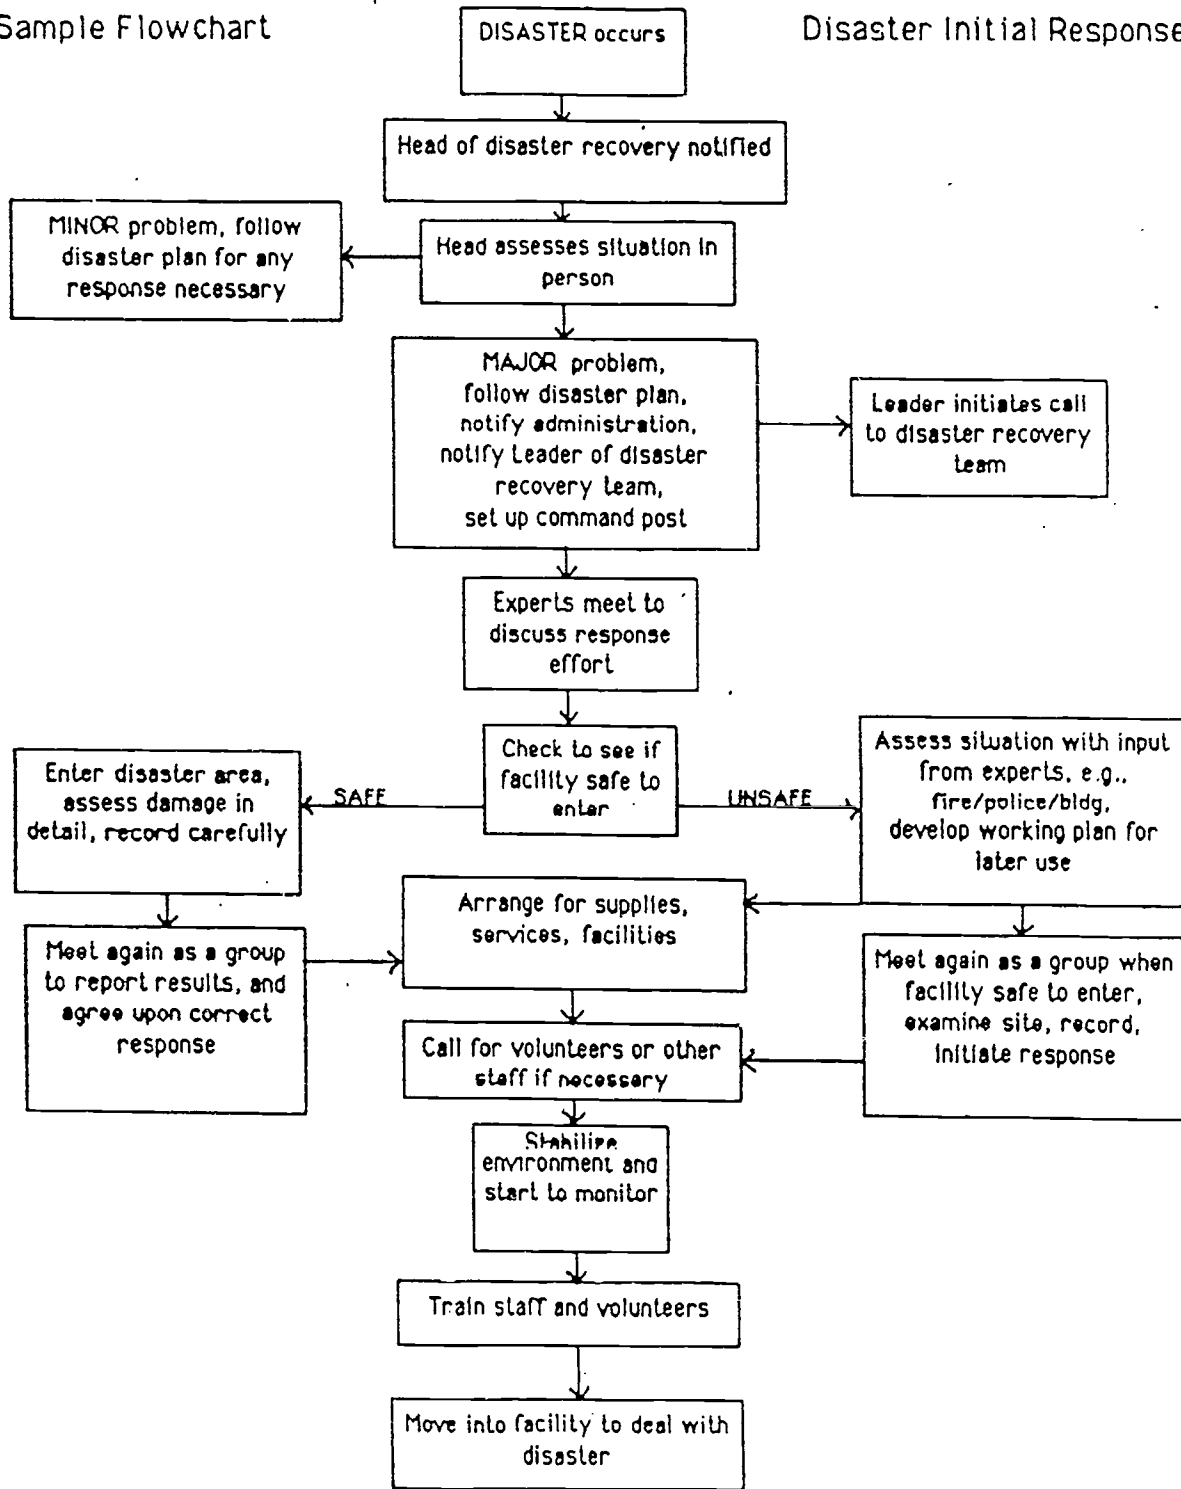 Sample Flowchart
Disaster Initial Response
DISASTER occurs
Head of disaster recovery notified
MINOR problem, follow
disaster plan for any
response necessary
Head assesses situation in
person
MAJOR problem,
follow disaster plan,
notify administration,
notify Leader of disaster
recovery team,
set up command post
Leader initiates call
to disaster recovery
team
Experts meet to
discuss response
effort
Check to see if
facility safe to
enter
SAFE
UNSAFE
Enter disaster area,
assess damage in
detail, record carefully
Assess situation with input
from experts, e.g.,
fire/police/bldg,
develop working plan for
later use
Arrange for supplies,
services, facilities
Meet again as a group
to report results, and
agree upon correct
response
Meet again as a group when
facility safe to enter,
examine site, record,
initiate response
Call for volunteers or other
staff if necessary
Stabilize
environment and
start to monitor
Train staff and volunteers
Move into facility to deal with
disaster